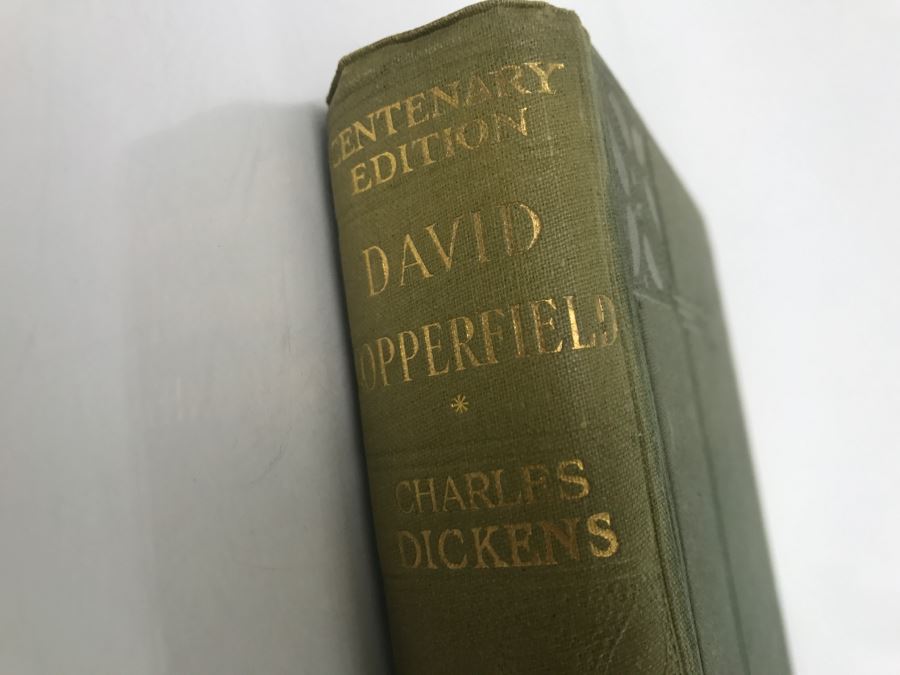 CENTENARY
EDITION
DAVID
COPPERFIELD
*
CHARLES
DICKENS